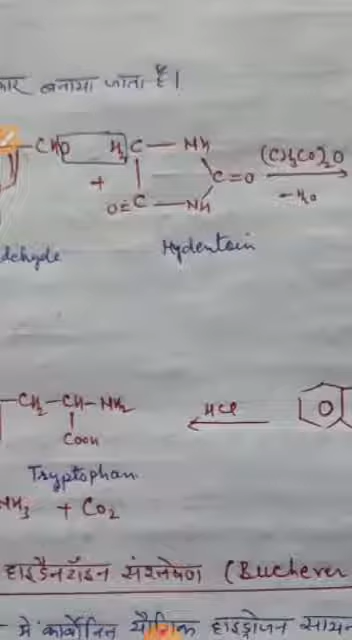 कार बनाया जाता है।
CHO H₂C — NH
+ C=O (CH₃CO)₂O
O=C — NH −H₂O
dehyde Hydentoin
—CH₂—CH—NH₂ HCl
COOH
Tryptophan
NH₃ + CO₂
हाइडैनटॉइन संश्लेषण (Bucherer
में कार्बोनिल यौगिक हाइड्रोजन सायन